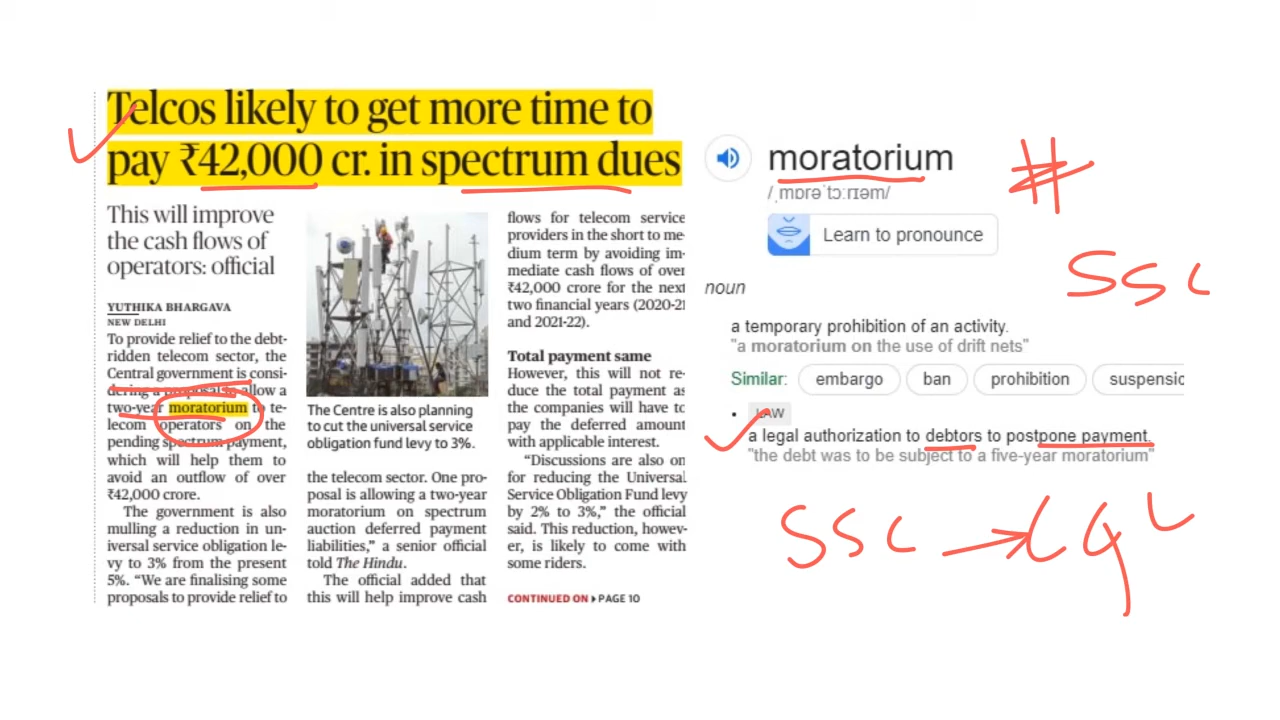 Telcos likely to get more time to
pay ₹42,000 cr. in spectrum dues
This will improve
the cash flows of
operators: official
YUTHIKA BHARGAVA
NEW DELHI
To provide relief to the debt-
ridden telecom sector, the
Central government is consi-
dering a proposal to allow a
two-year moratorium to te-
lecom operators on the
pending spectrum payment,
which will help them to
avoid an outflow of over
₹42,000 crore.
The government is also
mulling a reduction in un-
iversal service obligation le-
vy to 3% from the present
5%. “We are finalising some
proposals to provide relief to
The Centre is also planning
to cut the universal service
obligation fund levy to 3%.
the telecom sector. One pro-
posal is allowing a two-year
moratorium on spectrum
auction deferred payment
liabilities,” a senior official
told The Hindu.
The official added that
this will help improve cash
flows for telecom service
providers in the short to me-
dium term by avoiding im-
mediate cash flows of over
₹42,000 crore for the next
two financial years (2020-21
and 2021-22).
Total payment same
However, this will not re-
duce the total payment as
the companies will have to
pay the deferred amount
with applicable interest.
“Discussions are also on
for reducing the Universal
Service Obligation Fund levy
by 2% to 3%,” the official
said. This reduction, howev-
er, is likely to come with
some riders.
CONTINUED ON ▸ PAGE 10
moratorium
/ˌmɒrəˈtɔːrɪəm/
Learn to pronounce
noun
a temporary prohibition of an activity.
"a moratorium on the use of drift nets"
Similar: embargo ban prohibition suspensic
• LAW
a legal authorization to debtors to postpone payment.
"the debt was to be subject to a five-year moratorium"
#
SSC
SSC →